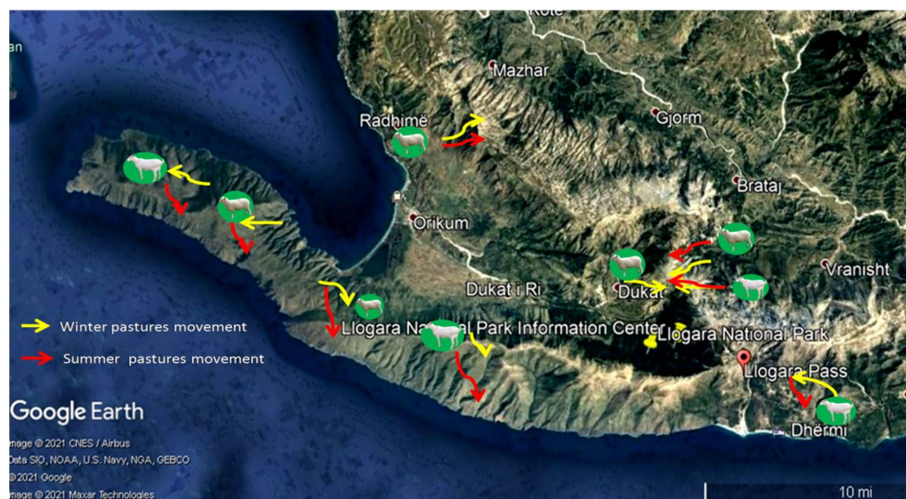 an
Kote
Mazhar
Radhimë
Gjorm
Brataj
Orikum
Vranisht
Dukat i Ri
Dukat
Winter pastures movement
Llogara National Park Information Center
Llogara National Park
Summer pastures movement
Llogara Pass
Google Earth
Dhërmi
mage © 2021 CNES / Airbus
Data SIO, NOAA, U.S. Navy, NGA, GEBCO
© 2021 Google
mage © 2021 Maxar Technologies
10 mi